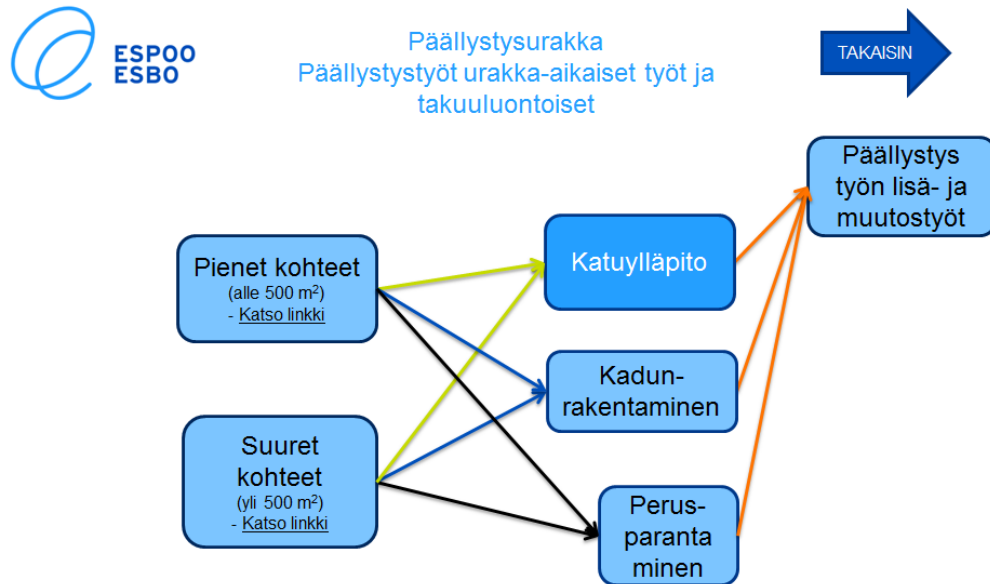 ESPOO
ESBO
Päällystysurakka
Päällystystyöt urakka-aikaiset työt ja
takuuluontoiset
TAKAISIN
Päällystys
työn lisä- ja
muutostyöt
Katuylläpito
Pienet kohteet
(alle 500 m²)
- Katso linkki
Kadun-
rakentaminen
Suuret
kohteet
(yli 500 m²)
- Katso linkki
Perus-
paranta
minen